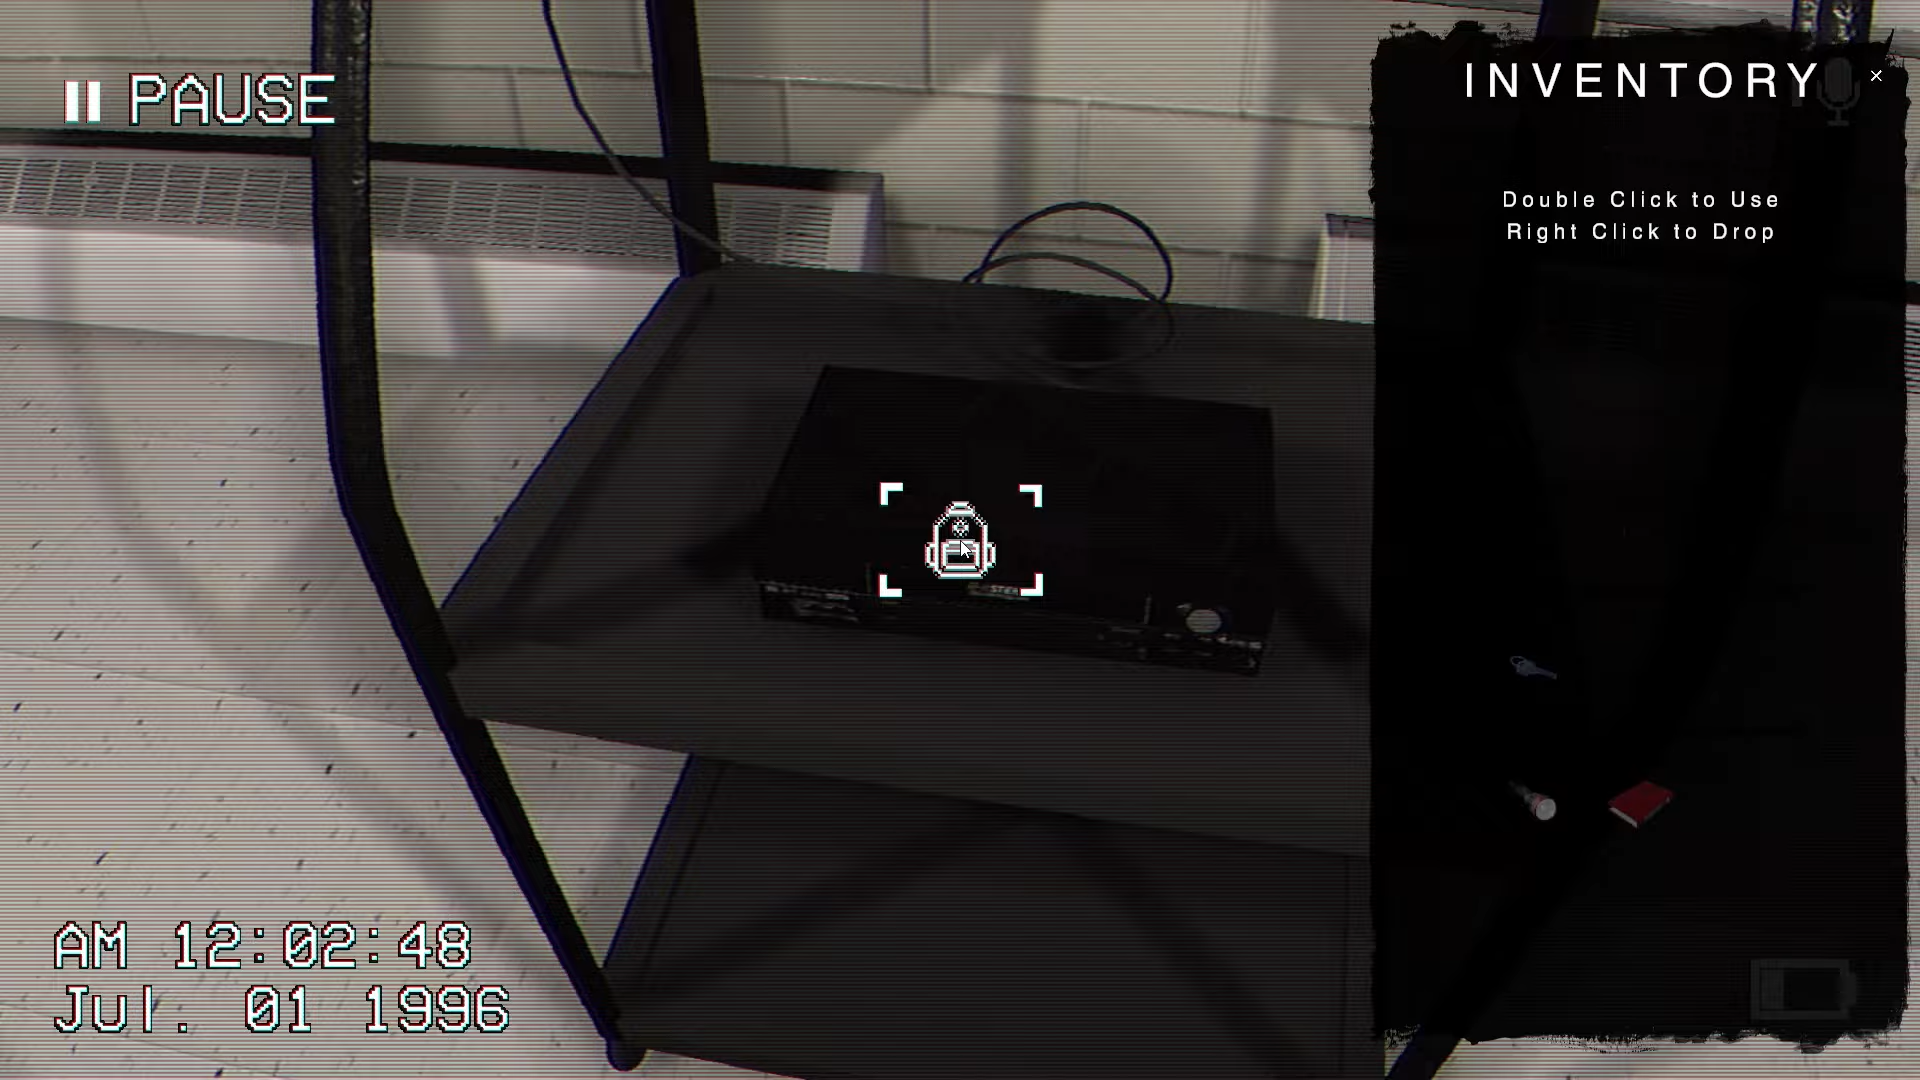 PAUSE
INVENTORY
×
Double Click to Use
Right Click to Drop
AM 12:02:48
Jul. 01 1996